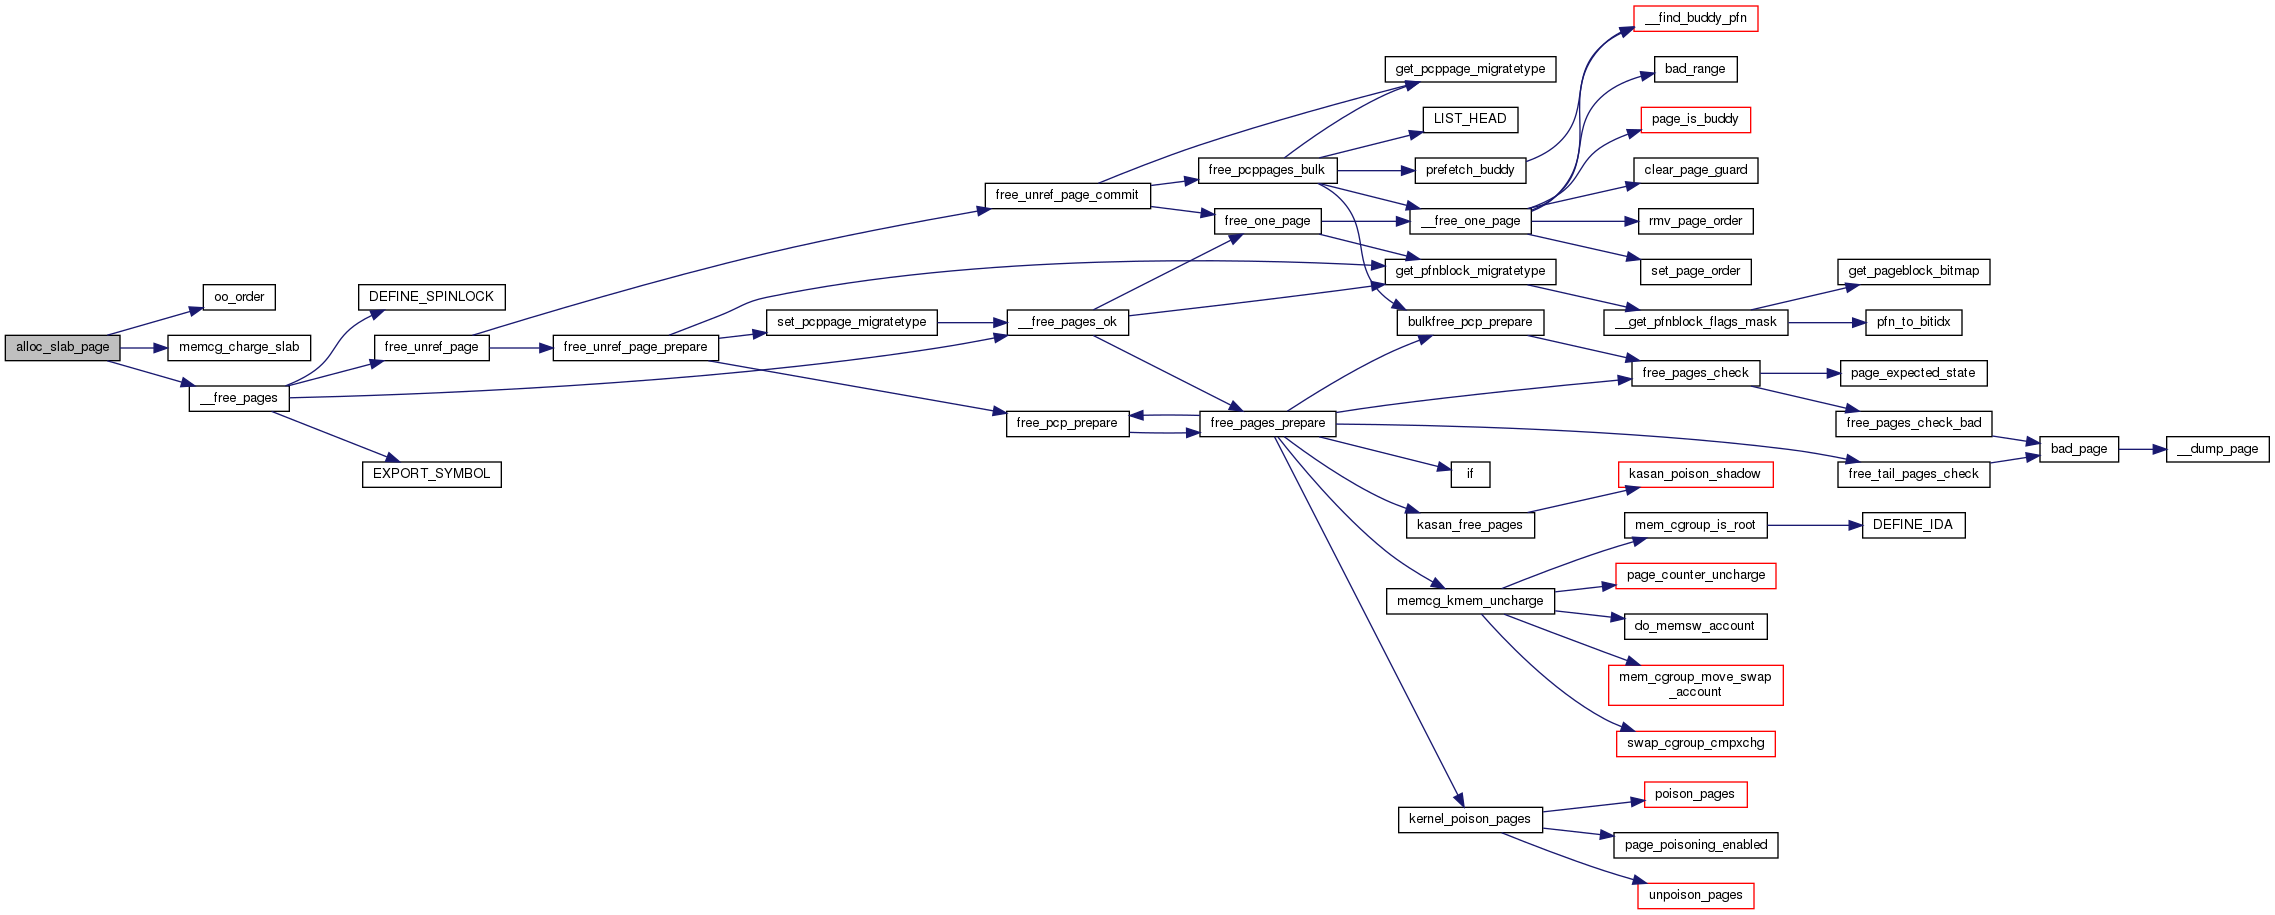 __find_buddy_pfn
get_pcppage_migratetype
bad_range
LIST_HEAD
page_is_buddy
free_pcppages_bulk
prefetch_buddy
clear_page_guard
free_unref_page_commit
free_one_page
__free_one_page
rmv_page_order
get_pfnblock_migratetype
set_page_order
get_pageblock_bitmap
oo_order
DEFINE_SPINLOCK
set_pcppage_migratetype
__free_pages_ok
bulkfree_pcp_prepare
__get_pfnblock_flags_mask
pfn_to_bitidx
alloc_slab_page
memcg_charge_slab
free_unref_page
free_unref_page_prepare
free_pages_check
page_expected_state
__free_pages
free_pcp_prepare
free_pages_prepare
free_pages_check_bad
bad_page
__dump_page
EXPORT_SYMBOL
if
kasan_poison_shadow
free_tail_pages_check
kasan_free_pages
mem_cgroup_is_root
DEFINE_IDA
page_counter_uncharge
memcg_kmem_uncharge
do_memsw_account
mem_cgroup_move_swap
_account
swap_cgroup_cmpxchg
poison_pages
kernel_poison_pages
page_poisoning_enabled
unpoison_pages